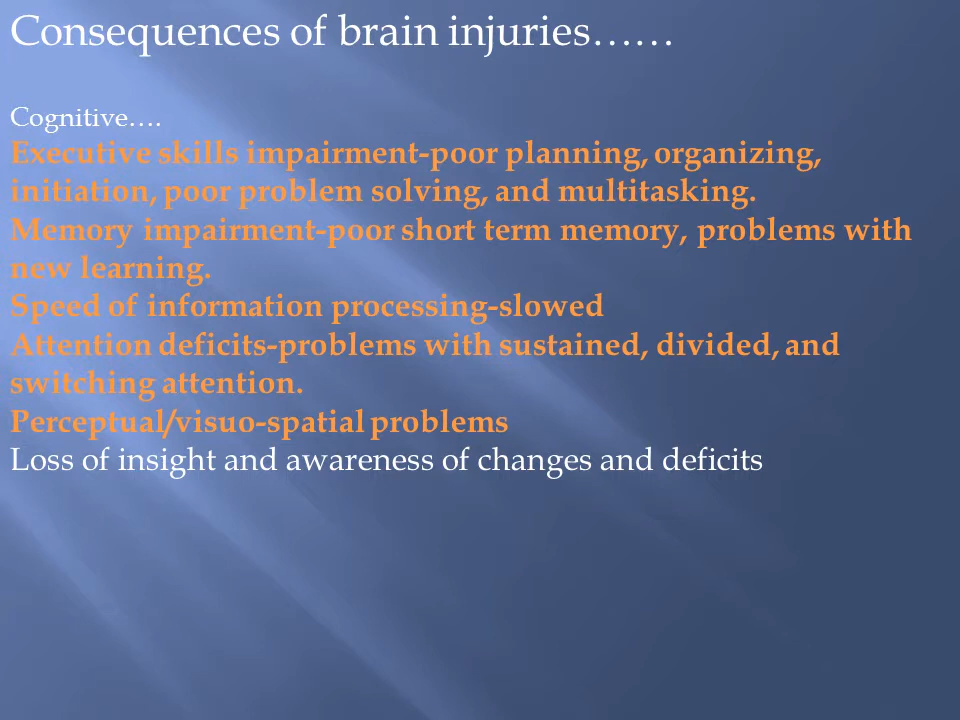 Consequences of brain injuries……
Cognitive….
Executive skills impairment-poor planning, organizing,
initiation, poor problem solving, and multitasking.
Memory impairment-poor short term memory, problems with
new learning.
Speed of information processing-slowed
Attention deficits-problems with sustained, divided, and
switching attention.
Perceptual/visuo-spatial problems
Loss of insight and awareness of changes and deficits